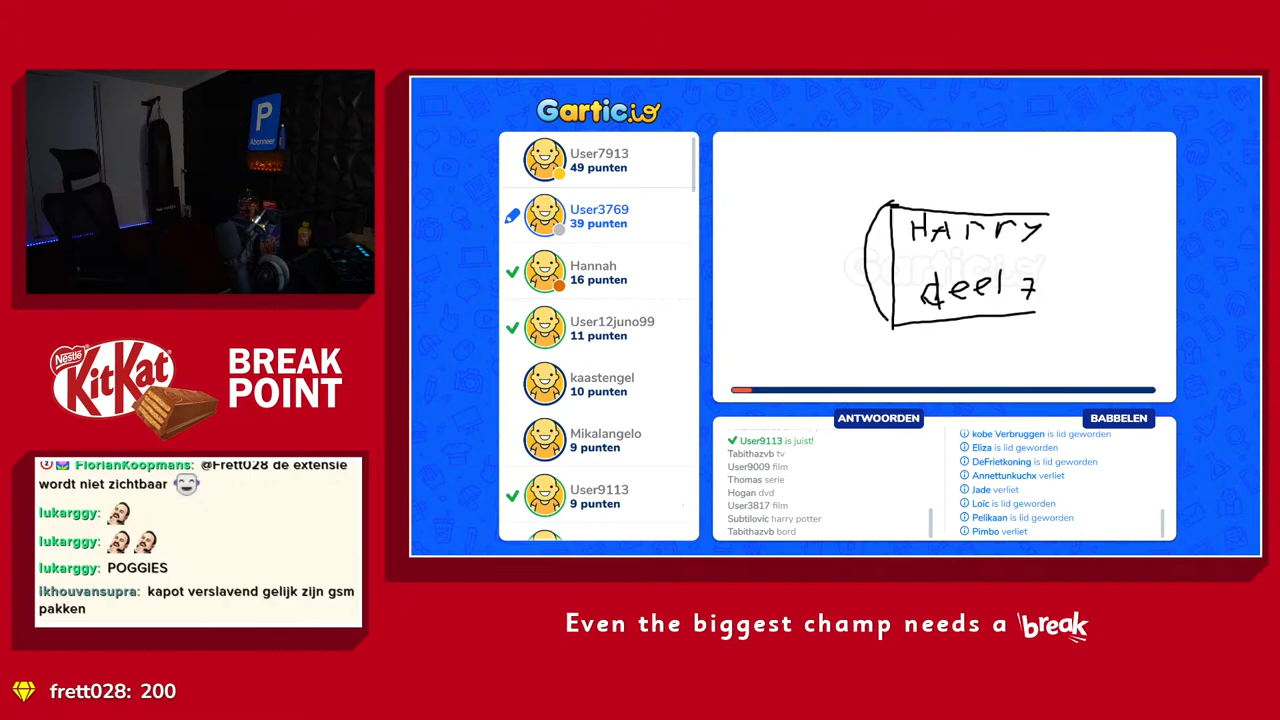 P
Abonneer
Nestlé
KitKat
BREAK
POINT
FlorianKoopmans: @Frett028 de extensie
wordt niet zichtbaar
lukarggy:
lukarggy:
lukarggy: POGGIES
ikhouvansupra: kapot verslavend gelijk zijn gsm
pakken
frett028: 200
Gartic.io
User7913
49 punten
User3769
39 punten
Hannah
16 punten
User12juno99
11 punten
kaastengel
10 punten
Mikalangelo
9 punten
User9113
9 punten
HArry
deel 7
Gartic.io
ANTWOORDEN
User9113 is juist!
Tabithazvb tv
User9009 film
Thomas serie
Hogan dvd
User3817 film
Subtilovic harry potter
Tabithazvb bord
BABBELEN
kobe Verbruggen is lid geworden
Eliza is lid geworden
DeFrietkoning is lid geworden
Annettunkuchx verliet
Jade verliet
Loïc is lid geworden
Pelikaan is lid geworden
Pimbo verliet
Even the biggest champ needs a break